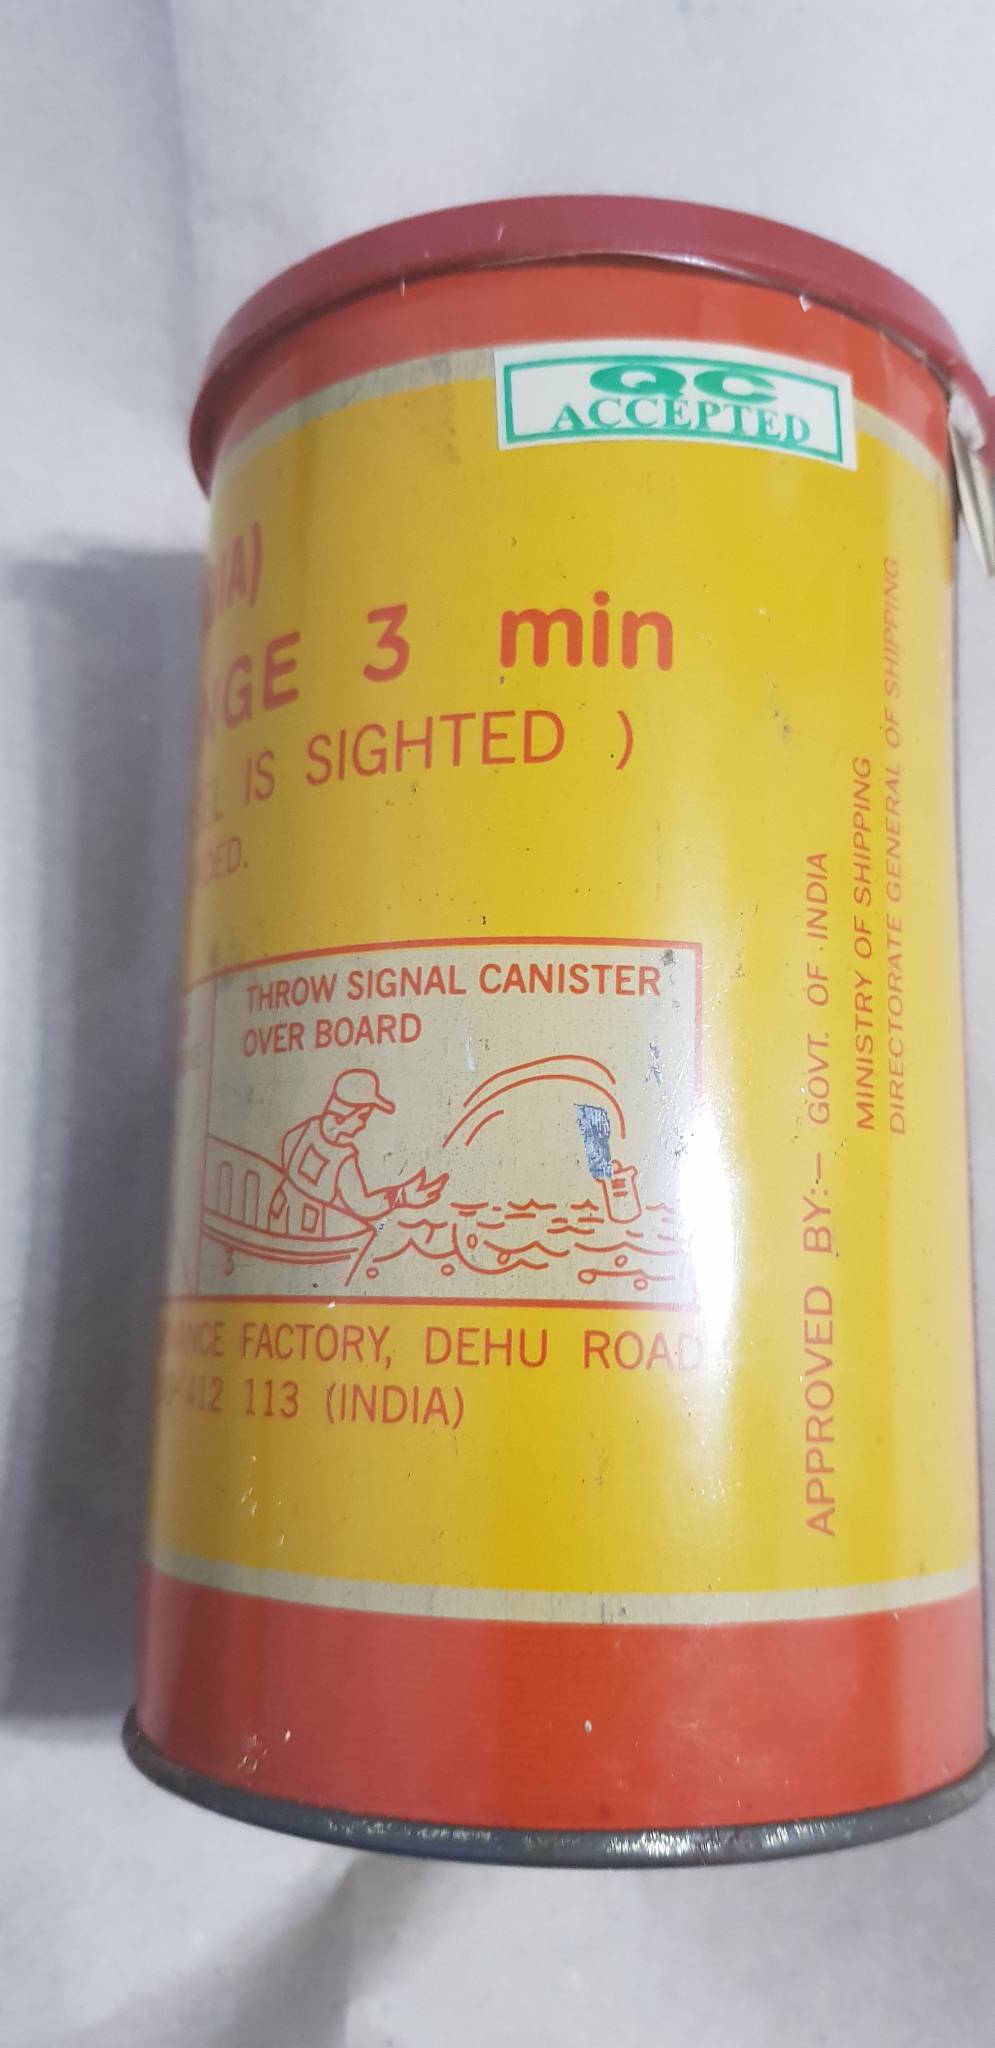 QC
ACCEPTED
3 min
IS SIGHTED )
THROW SIGNAL CANISTER
OVER BOARD
FACTORY, DEHU ROAD
412 113 (INDIA)
APPROVED BY:— GOVT. OF INDIA
MINISTRY OF SHIPPING
DIRECTORATE GENERAL OF SHIPPING